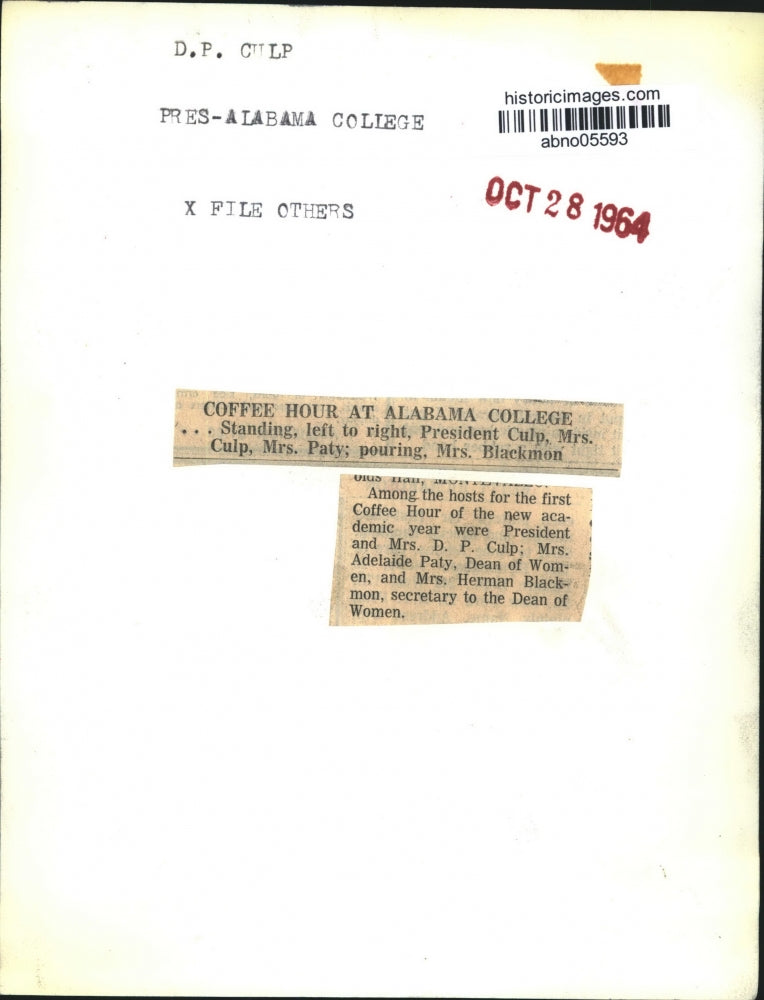 D.P. CULP
historicimages.com
PRES-ALABAMA COLLEGE
abno05593
X FILE OTHERS
OCT 28 1964
COFFEE HOUR AT ALABAMA COLLEGE
. . . Standing, left to right, President Culp, Mrs.
Culp, Mrs. Paty; pouring, Mrs. Blackmon
Among the hosts for the first
Coffee Hour of the new aca-
demic year were President
and Mrs. D. P. Culp; Mrs.
Adelaide Paty, Dean of Wom-
en, and Mrs. Herman Black-
mon, secretary to the Dean of
Women.